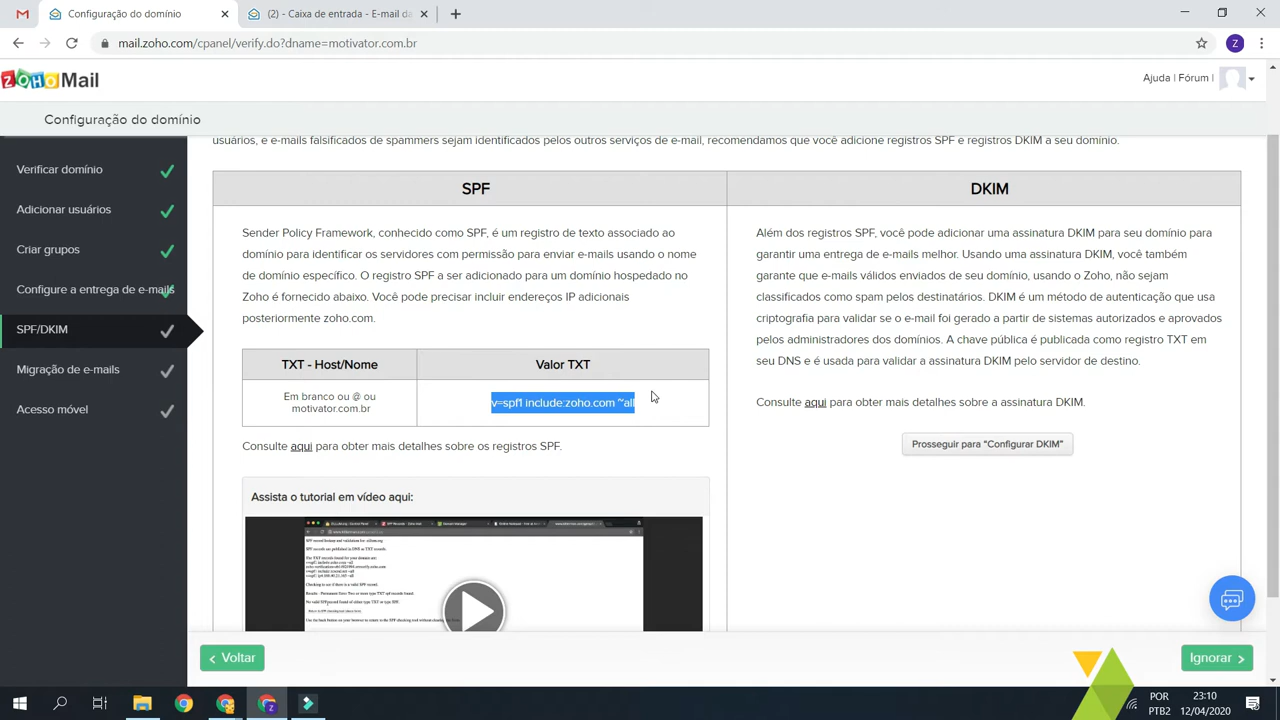 Configuração do domínio
(2) - Caixa de entrada - E-mail da
mail.zoho.com/cpanel/verify.do?dname=motivator.com.br
Z
ZOHO Mail
Ajuda | Fórum |
Configuração do domínio
Verificar domínio
Adicionar usuários
Criar grupos
Configure a entrega de e-mails
SPF/DKIM
Migração de e-mails
Acesso móvel
usuários, e e-mails falsificados de spammers sejam identificados pelos outros serviços de e-mail, recomendamos que você adicione registros SPF e registros DKIM a seu domínio.
SPF
Sender Policy Framework, conhecido como SPF, é um registro de texto associado ao
domínio para identificar os servidores com permissão para enviar e-mails usando o nome
de domínio específico. O registro SPF a ser adicionado para um domínio hospedado no
Zoho é fornecido abaixo. Você pode precisar incluir endereços IP adicionais
posteriormente zoho.com.
TXT - Host/Nome
Valor TXT
Em branco ou @ ou
motivator.com.br
v=spf1 include:zoho.com ~all
Consulte aqui para obter mais detalhes sobre os registros SPF.
Assista o tutorial em vídeo aqui:
DKIM
Além dos registros SPF, você pode adicionar uma assinatura DKIM para seu domínio para
garantir uma entrega de e-mails melhor. Usando uma assinatura DKIM, você também
garante que e-mails válidos enviados de seu domínio, usando o Zoho, não sejam
classificados como spam pelos destinatários. DKIM é um método de autenticação que usa
criptografia para validar se o e-mail foi gerado a partir de sistemas autorizados e aprovados
pelos administradores dos domínios. A chave pública é publicada como registro TXT em
seu DNS e é usada para validar a assinatura DKIM pelo servidor de destino.
Consulte aqui para obter mais detalhes sobre a assinatura DKIM.
Prosseguir para "Configurar DKIM"
Voltar
Ignorar
POR
PTB2
23:10
12/04/2020